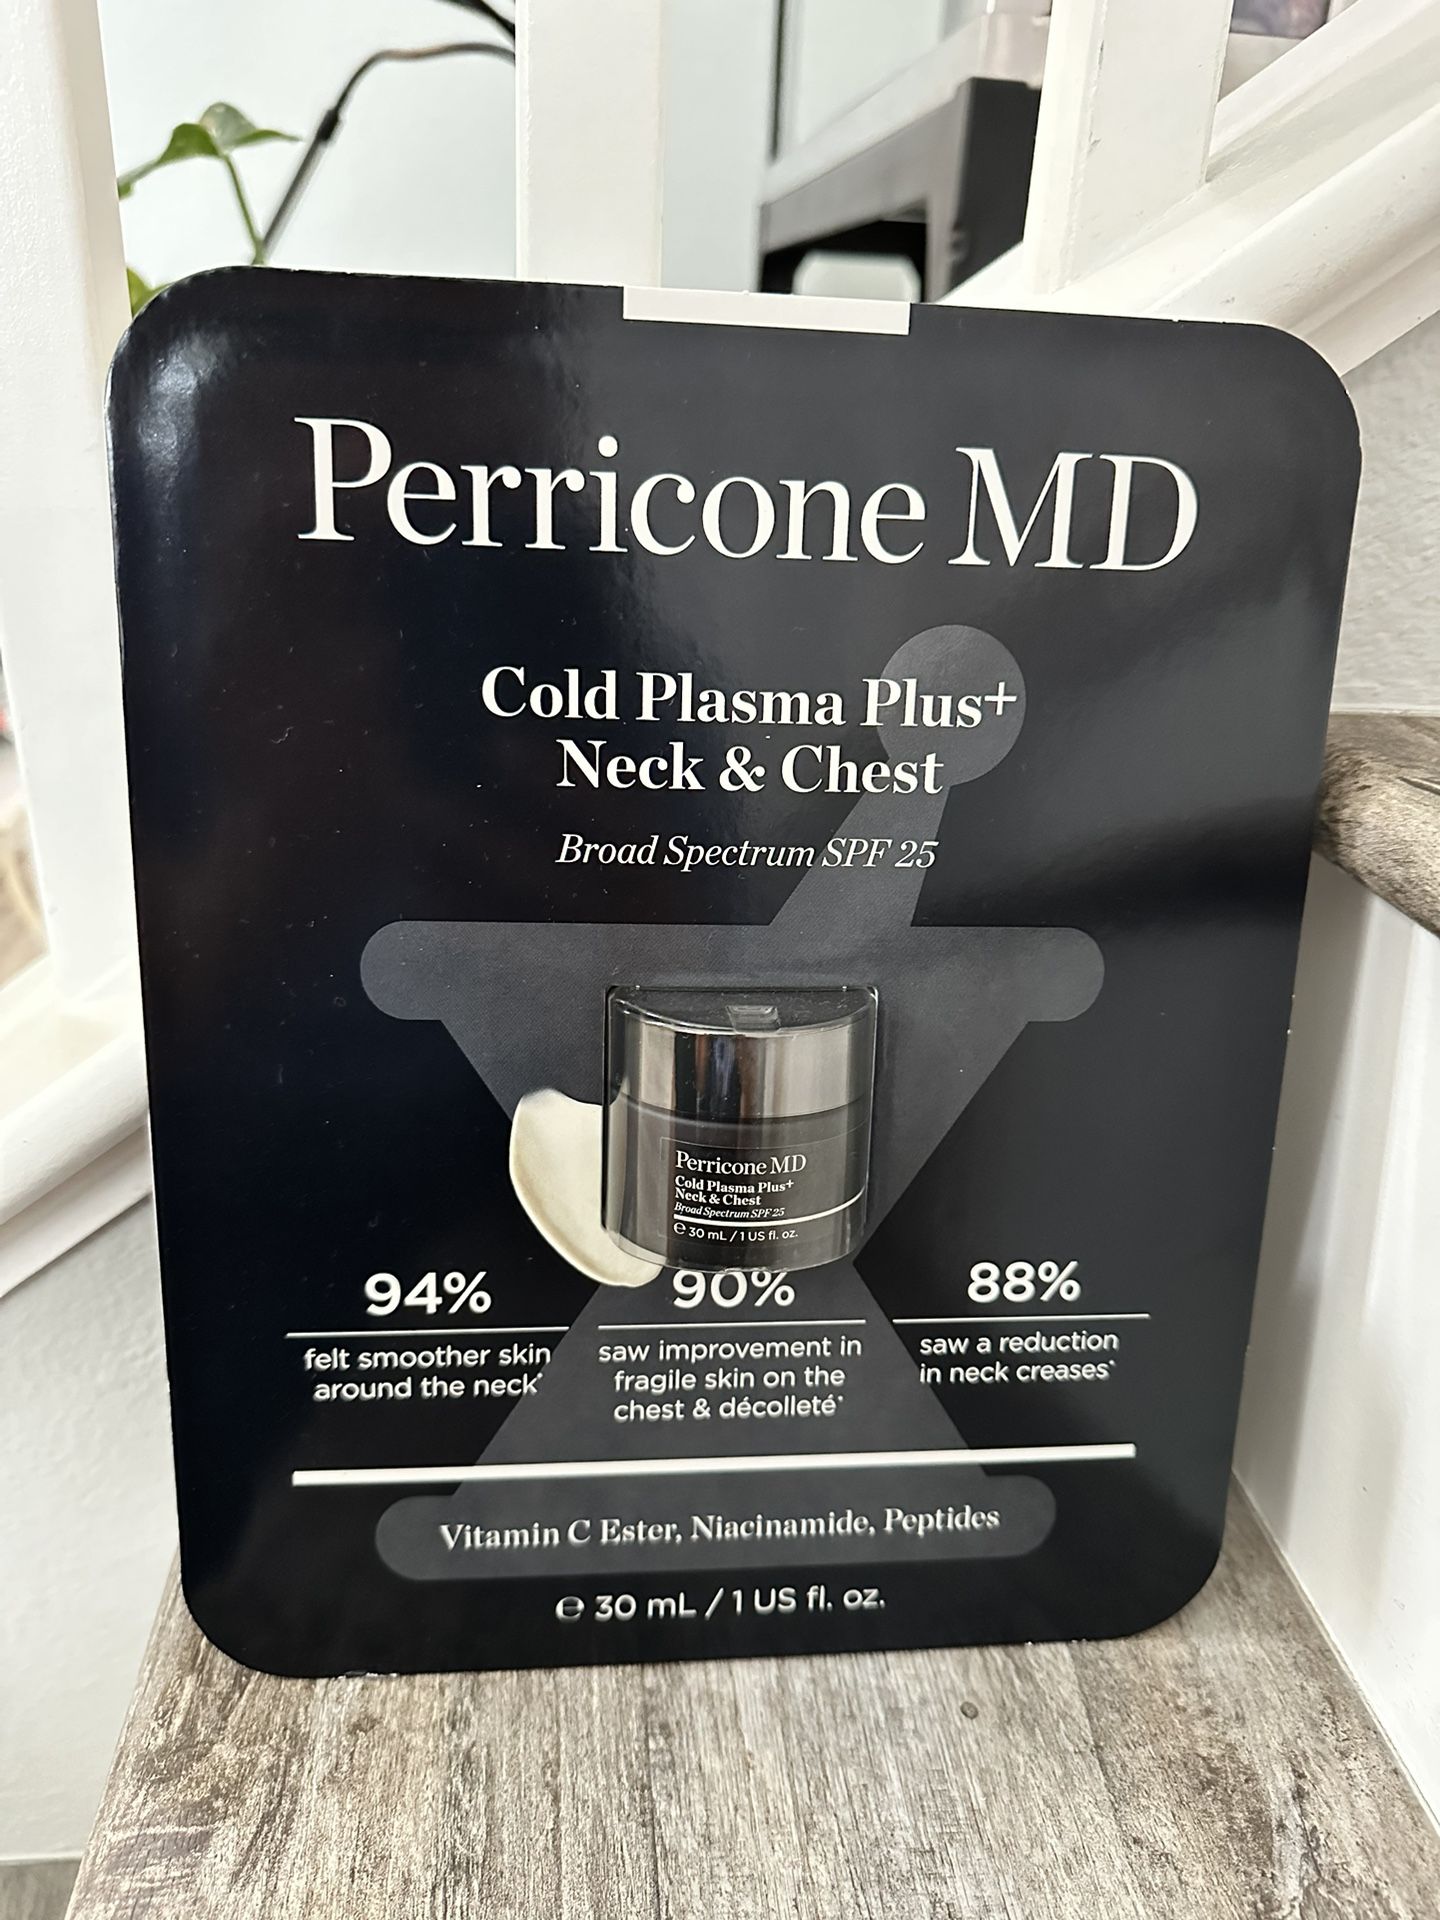 Perricone MD
Cold Plasma Plus+
Neck & Chest
Broad Spectrum SPF 25
Perricone MD
Cold Plasma Plus+
Neck & Chest
Broad Spectrum SPF 25
℮ 30 mL / 1 US fl. oz.
94%
felt smoother skin
around the neck*
90%
saw improvement in
fragile skin on the
chest & décolleté*
88%
saw a reduction
in neck creases*
Vitamin C Ester, Niacinamide, Peptides
℮ 30 mL / 1 US fl. oz.